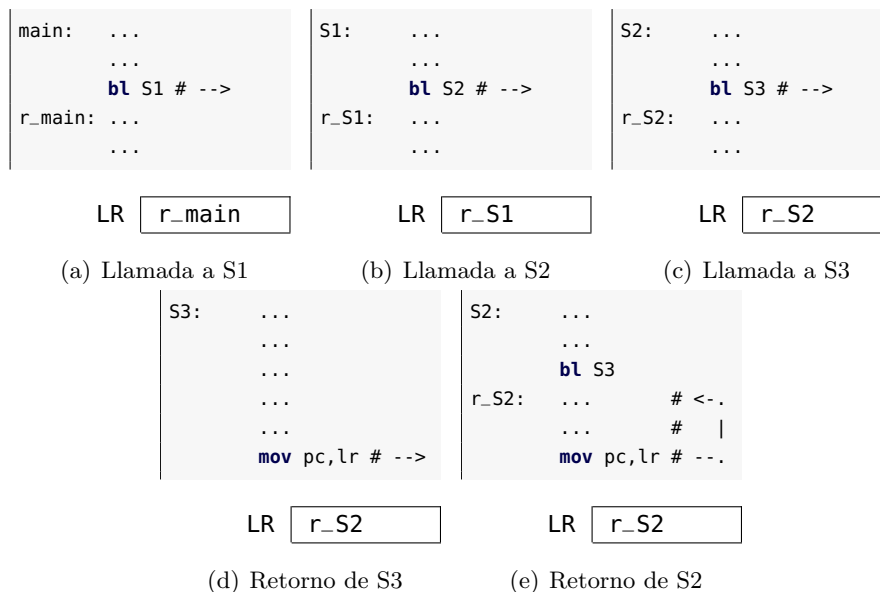 main: ...
...
bl S1 # -->
r_main: ...
...
LR r_main
(a) Llamada a S1
S1: ...
...
bl S2 # -->
r_S1: ...
...
LR r_S1
(b) Llamada a S2
S2: ...
...
bl S3 # -->
r_S2: ...
...
LR r_S2
(c) Llamada a S3
S3: ...
...
...
...
...
mov pc,lr # -->
LR r_S2
(d) Retorno de S3
S2: ...
...
bl S3
r_S2: ... # <-.
... # |
mov pc,lr # --.
LR r_S2
(e) Retorno de S2